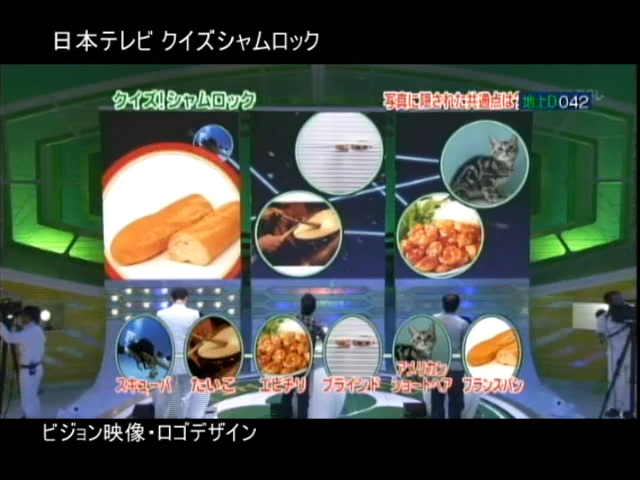 日本テレビ クイズシャムロック
クイズ!シャムロック
写真に隠された共通点は
地上D042
スキューバ
たいこ
エビチリ
ブラインド
アメリカン
ショートヘア
フランスパン
ビジョン映像・ロゴデザイン